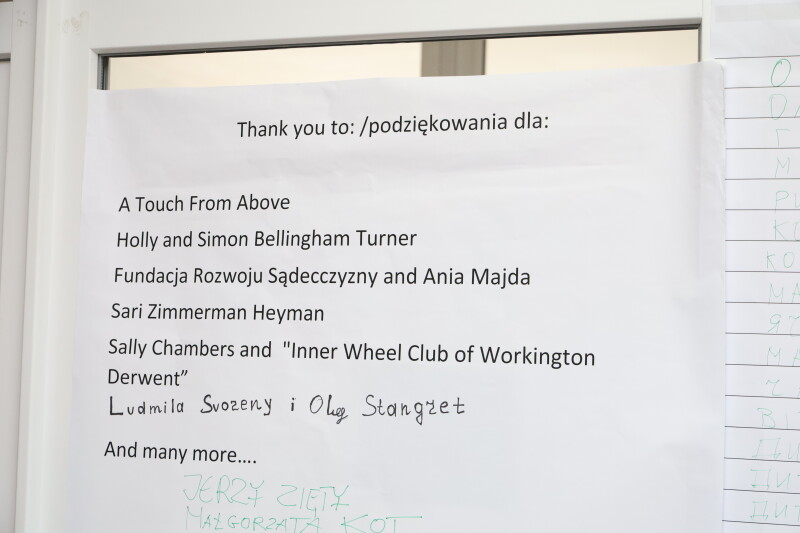 Thank you to: /podziękowania dla:
A Touch From Above
Holly and Simon Bellingham Turner
Fundacja Rozwoju Sądecczyzny and Ania Majda
Sari Zimmerman Heyman
Sally Chambers and "Inner Wheel Club of Workington
Derwent”
Ludmila Svozeny i Oleg Stangret
And many more....
JERZY ZIĘTY
MAŁGORZATA KOT